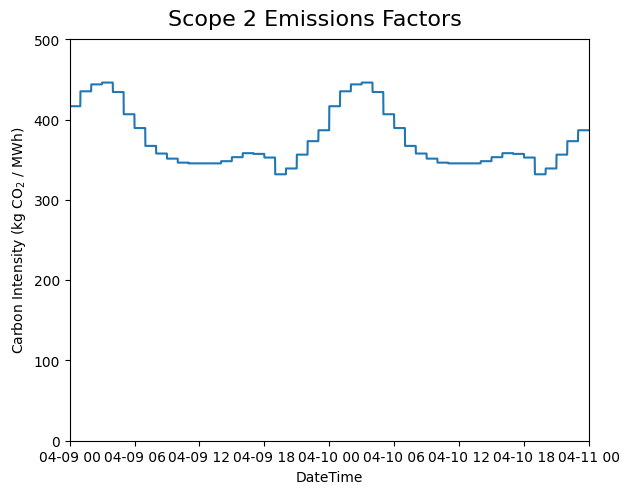 Scope 2 Emissions Factors
Carbon Intensity (kg CO₂ / MWh)
500
400
300
200
100
0
04-09 00 04-09 06 04-09 12 04-09 18 04-10 00 04-10 06 04-10 12 04-10 18 04-11 00
DateTime